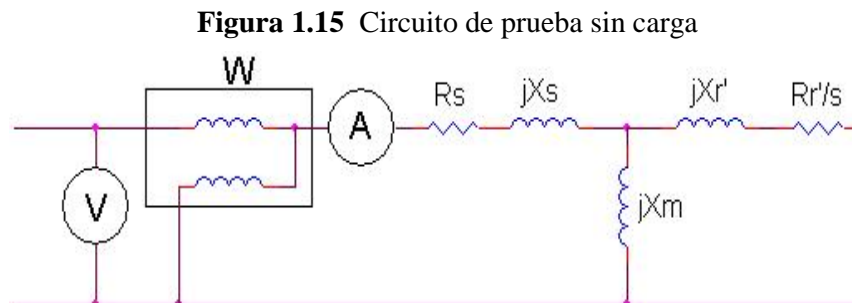 Figura 1.15 Circuito de prueba sin carga
W
A
Rs
jXs
jXr'
Rr'/s
V
jXm